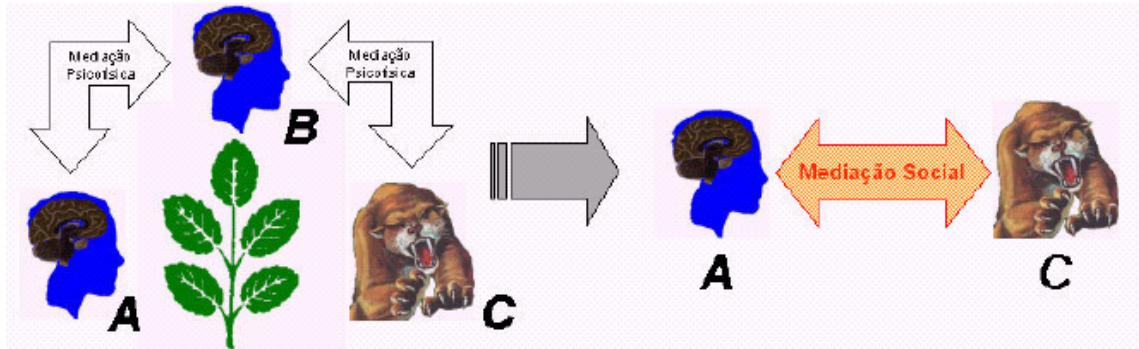 Mediação
Psicofísica
Mediação
Psicofísica
B
A
C
Mediação Social
A
C